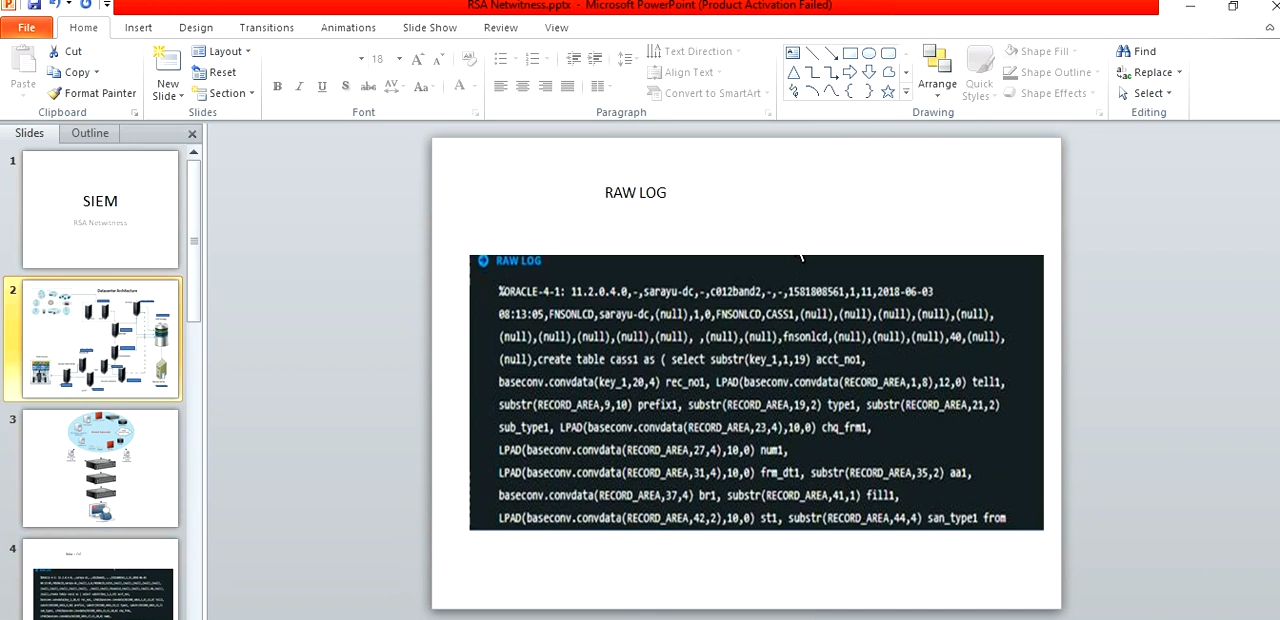 RSA Netwitness.pptx - Microsoft PowerPoint (Product Activation Failed)
File Home Insert Design Transitions Animations Slide Show Review View
Paste
Cut
Copy
Format Painter
Clipboard
New Slide
Layout
Reset
Section
Slides
18
Font
Paragraph
Text Direction
Align Text
Convert to SmartArt
Arrange
Quick Styles
Shape Fill
Shape Outline
Shape Effects
Drawing
Find
Replace
Select
Editing
Slides Outline
1
SIEM
RSA Netwitness
2
Datacenter Architecture
3
4
RAW LOG
RAW LOG
%ORACLE-4-1: 11.2.0.4.0,-,sarayu-dc,-,c012band2,-,-,1581808561,1,11,2018-06-03
08:13:05,FNSONLCD,sarayu-dc,(null),1,0,FNSONLCD,CASS1,(null),(null),(null),(null),(null),
(null),(null),(null),(null),(null), ,(null),(null),fnsonlcd,(null),(null),(null),40,(null),
(null),create table cass1 as ( select substr(key_1,1,19) acct_no1,
baseconv.convdata(key_1,20,4) rec_no1, LPAD(baseconv.convdata(RECORD_AREA,1,8),12,0) tell1,
substr(RECORD_AREA,9,10) prefix1, substr(RECORD_AREA,19,2) type1, substr(RECORD_AREA,21,2)
sub_type1, LPAD(baseconv.convdata(RECORD_AREA,23,4),10,0) chq_frm1,
LPAD(baseconv.convdata(RECORD_AREA,27,4),10,0) num1,
LPAD(baseconv.convdata(RECORD_AREA,31,4),10,0) frm_dt1, substr(RECORD_AREA,35,2) aa1,
baseconv.convdata(RECORD_AREA,37,4) br1, substr(RECORD_AREA,41,1) fill1,
LPAD(baseconv.convdata(RECORD_AREA,42,2),10,0) st1, substr(RECORD_AREA,44,4) san_type1 from